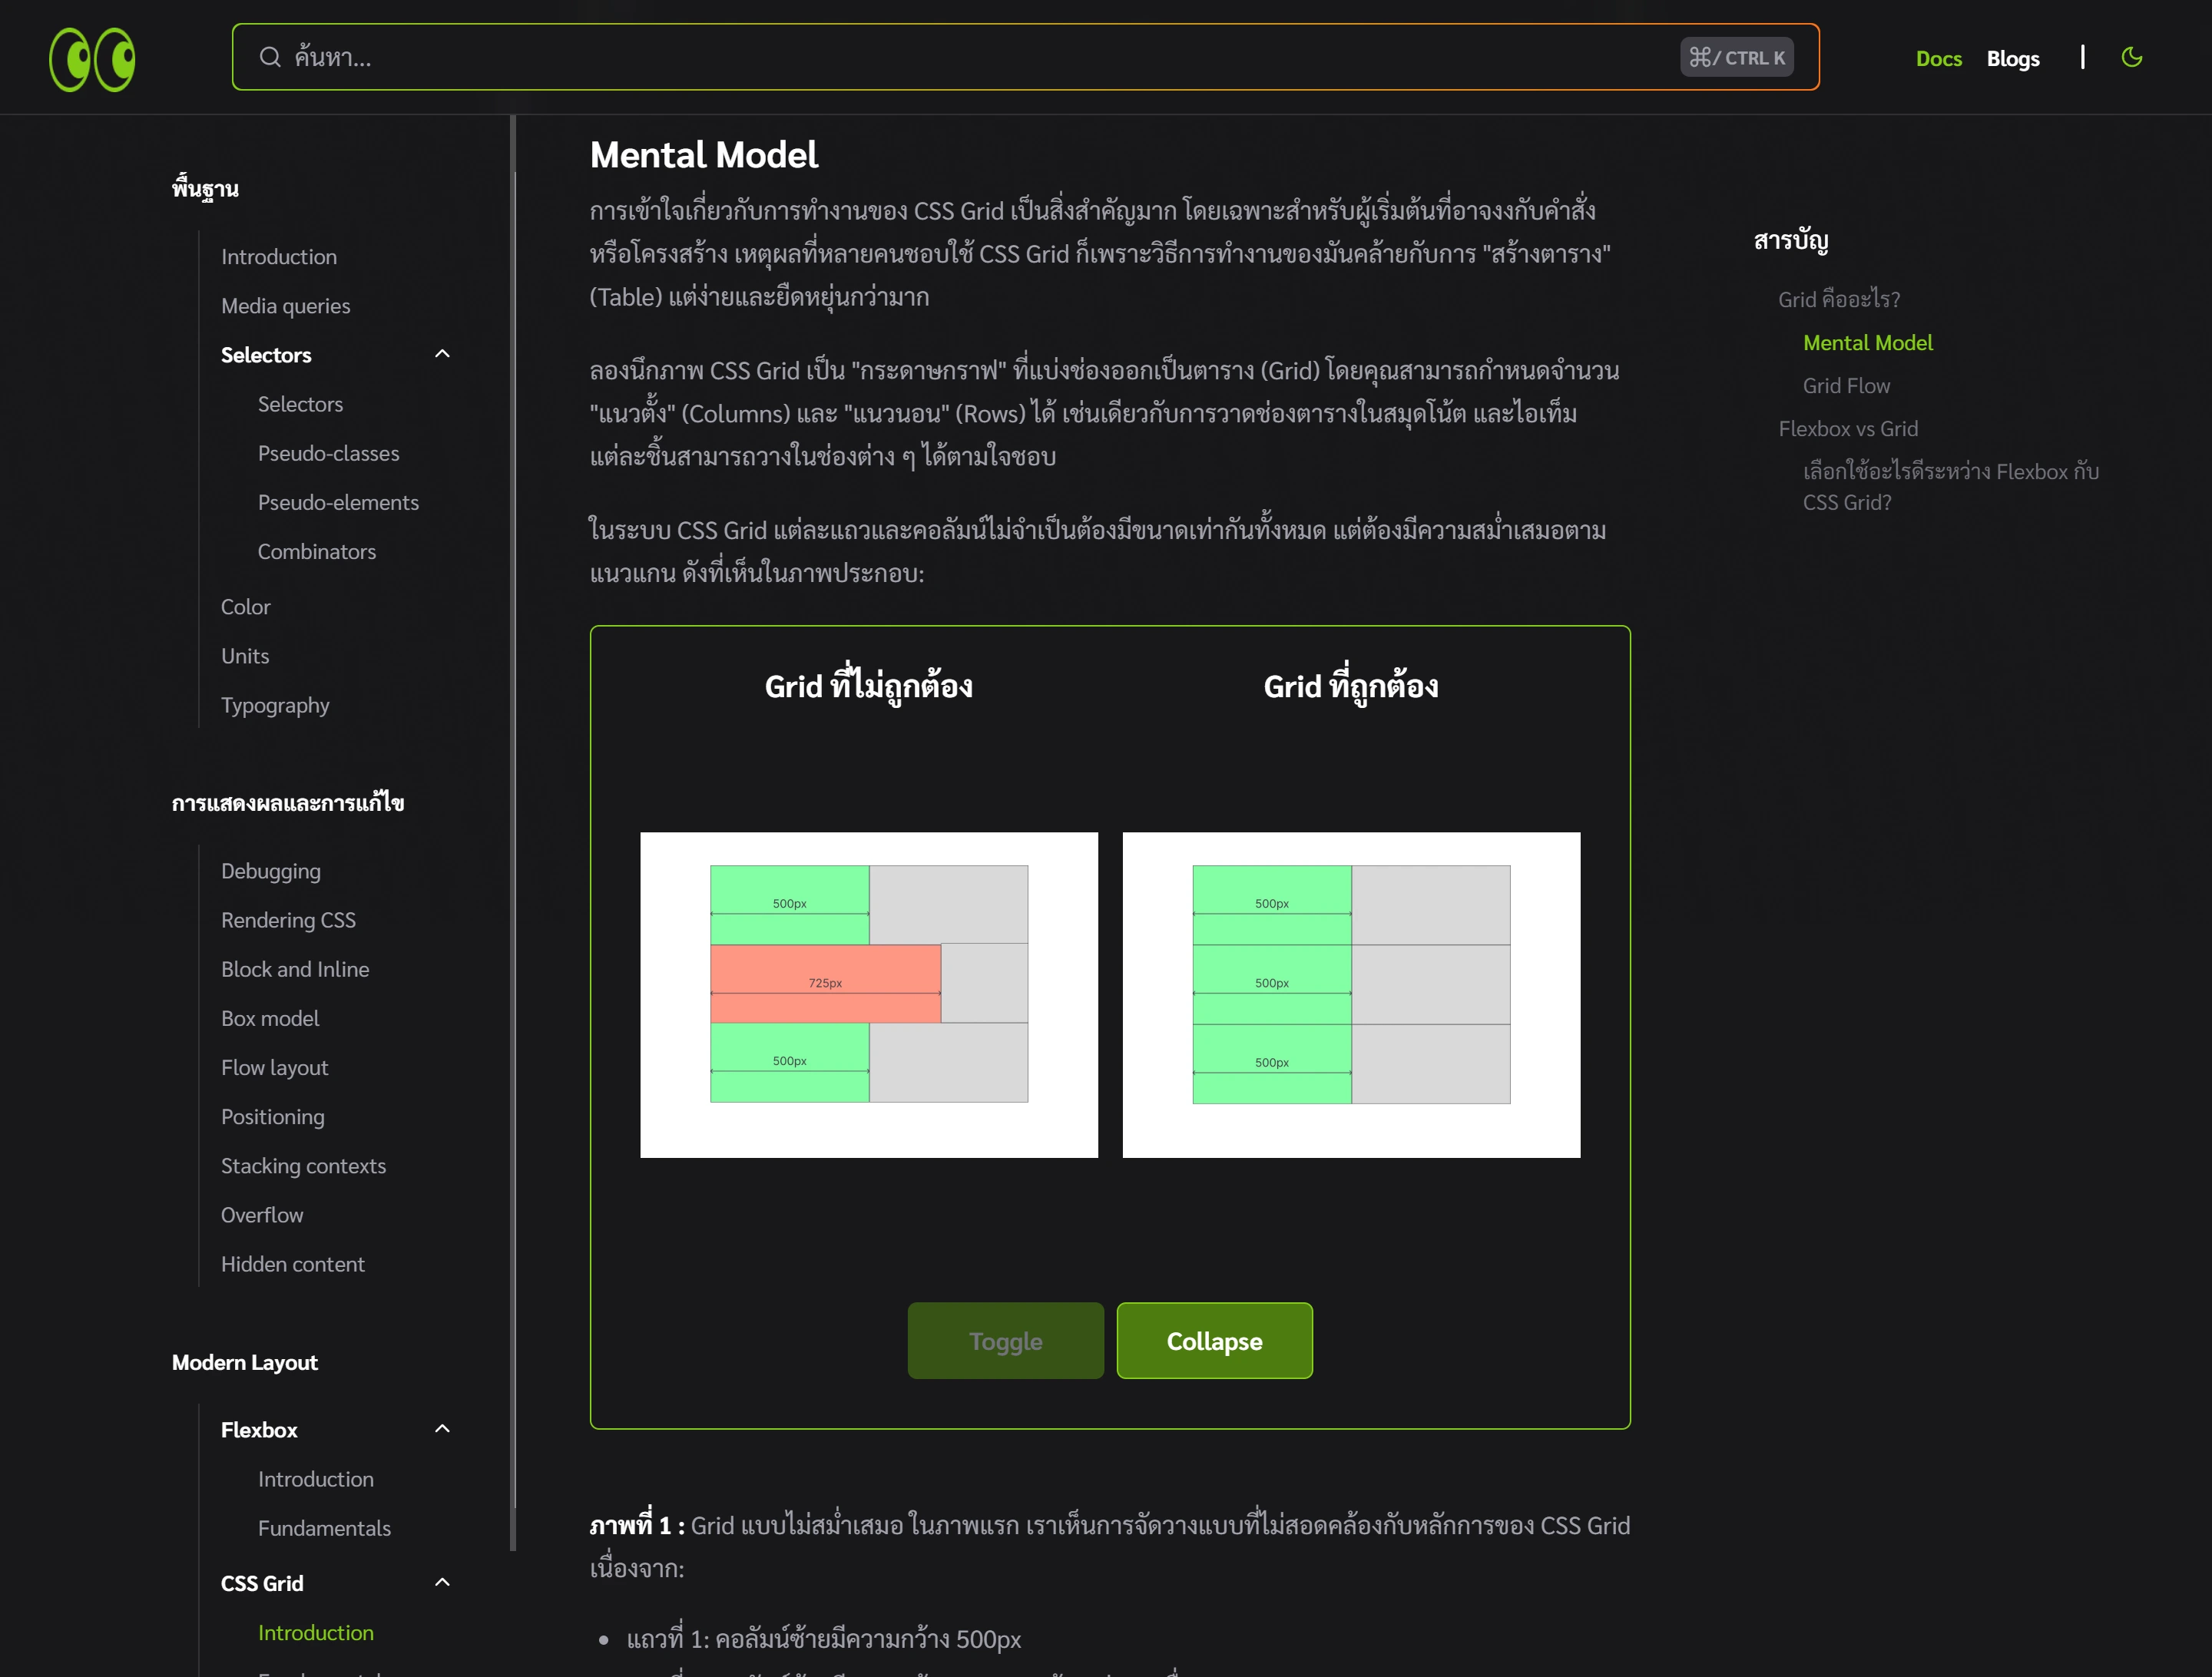 ค้นหา...
⌘/ CTRL K
Docs
Blogs
พื้นฐาน
Introduction
Media queries
Selectors
Selectors
Pseudo-classes
Pseudo-elements
Combinators
Color
Units
Typography
การแสดงผลและการแก้ไข
Debugging
Rendering CSS
Block and Inline
Box model
Flow layout
Positioning
Stacking contexts
Overflow
Hidden content
Modern Layout
Flexbox
Introduction
Fundamentals
CSS Grid
Introduction
Mental Model
การเข้าใจเกี่ยวกับการทำงานของ CSS Grid เป็นสิ่งสำคัญมาก โดยเฉพาะสำหรับผู้เริ่มต้นที่อาจงงกับคำสั่ง
หรือโครงสร้าง เหตุผลที่หลายคนชอบใช้ CSS Grid ก็เพราะวิธีการทำงานของมันคล้ายกับการ "สร้างตาราง"
(Table) แต่ง่ายและยืดหยุ่นกว่ามาก
ลองนึกภาพ CSS Grid เป็น "กระดาษกราฟ" ที่แบ่งช่องออกเป็นตาราง (Grid) โดยคุณสามารถกำหนดจำนวน
"แนวตั้ง" (Columns) และ "แนวนอน" (Rows) ได้ เช่นเดียวกับการวาดช่องตารางในสมุดโน้ต และไอเท็ม
แต่ละชิ้นสามารถวางในช่องต่าง ๆ ได้ตามใจชอบ
ในระบบ CSS Grid แต่ละแถวและคอลัมน์ไม่จำเป็นต้องมีขนาดเท่ากันทั้งหมด แต่ต้องมีความสม่ำเสมอตาม
แนวแกน ดังที่เห็นในภาพประกอบ:
Grid ที่ไม่ถูกต้อง
500px
725px
500px
Grid ที่ถูกต้อง
500px
500px
500px
Toggle
Collapse
ภาพที่ 1 : Grid แบบไม่สม่ำเสมอ ในภาพแรก เราเห็นการจัดวางแบบที่ไม่สอดคล้องกับหลักการของ CSS Grid
เนื่องจาก:
• แถวที่ 1: คอลัมน์ซ้ายมีความกว้าง 500px
สารบัญ
Grid คืออะไร?
Mental Model
Grid Flow
Flexbox vs Grid
เลือกใช้อะไรดีระหว่าง Flexbox กับ
CSS Grid?